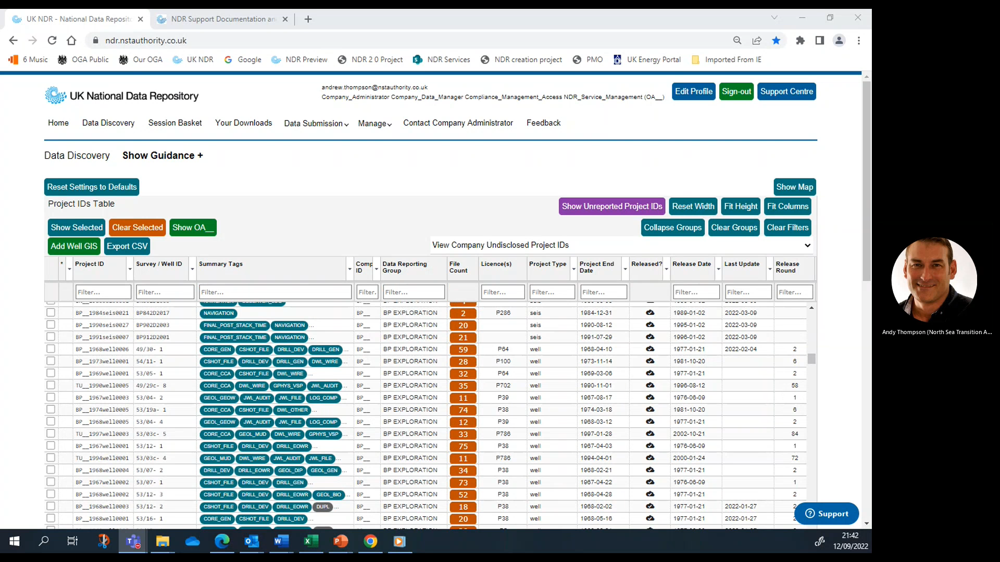 UK NDR - National Data Reposit
NDR Support Documentation an
ndr.nstauthority.co.uk
6 Music OGA Public Our OGA UK NDR Google NDR Preview NDR 2 0 Project NDR Services NDR creation project PMO UK Energy Portal Imported From IE
UK National Data Repository
andrew.thompson@nstauthority.co.uk
Company_Administrator Company_Data_Manager Compliance_Management_Access NDR_Service_Management (OA__)
Edit Profile Sign-out Support Centre
Home Data Discovery Session Basket Your Downloads Data Submission Manage Contact Company Administrator Feedback
Data Discovery Show Guidance +
Reset Settings to Defaults Show Map
Project IDs Table
Show Unreported Project IDs Reset Width Fit Height Fit Columns
Show Selected Clear Selected Show OA__ Collapse Groups Clear Groups Clear Filters
Add Well GIS Export CSV View Company Undisclosed Project IDs
* Project ID Survey / Well ID Summary Tags Comp ID Data Reporting Group File Count Licence(s) Project Type Project End Date Released? Release Date Last Update Release Round
Filter... Filter... Filter... Filter. Filter... Filter... Filter... Filter... Filter... Filter... Filter...
BP__1984seis0021 BP842D2017 NAVIGATION BP__ BP EXPLORATION 2 P286 seis 1984-12-31 1989-01-02 2022-03-09
BP__1990seis0027 BP902D2003 FINAL_POST_STACK_TIME NAVIGATION ... BP__ BP EXPLORATION 20 seis 1990-08-12 1995-01-02 2022-03-09
BP__1991seis0007 BP912D2001 FINAL_POST_STACK_TIME NAVIGATION ... BP__ BP EXPLORATION 21 seis 1991-07-29 1996-01-02 2022-03-09
BP__1968well0006 49/30- 1 CORE_GEN CSHOT_FILE DRILL_DEV DRILL_GEN ... BP__ BP EXPLORATION 59 P64 well 1968-04-10 1977-01-21 2022-02-04 2
BP__1973well0001 54/11- 1 CSHOT_FILE DRILL_DEV DRILL_GEN DWL_WIRE ... BP__ BP EXPLORATION 28 P100 well 1973-11-14 1981-10-20 6
BP__1969well0001 53/05- 1 CORE_CCA CSHOT_FILE DWL_WIRE ... BP__ BP EXPLORATION 32 P64 well 1969-03-06 1977-01-21 2
TU__1990well0005 49/29c- 8 CORE_CCA DWL_WIRE GPHYS_VSP JWL_AUDIT ... BP__ BP EXPLORATION 35 P702 well 1990-11-01 1996-08-12 58
BP__1967well0003 53/04- 2 GEOL_GEOW JWL_AUDIT JWL_FILE LOG_COMP ... BP__ BP EXPLORATION 11 P39 well 1967-08-17 1976-06-09 1
BP__1974well0005 53/19a- 1 CORE_CCA CSHOT_FILE DWL_OTHER ... BP__ BP EXPLORATION 74 P38 well 1974-03-18 1981-10-20 6
BP__1968well0005 53/04- 4 GEOL_GEOW JWL_AUDIT JWL_FILE LOG_COMP ... BP__ BP EXPLORATION 12 P39 well 1968-03-12 1977-01-21 2
TU__1997well0003 53/03c- 5 CORE_CCA GEOL_MUD DWL_WIRE GPHYS_VSP ... BP__ BP EXPLORATION 33 P786 well 1997-01-28 2002-10-21 84
BP__1967well0001 53/12- 1 CSHOT_FILE DRILL_DEV DRILL_EOWR ... BP__ BP EXPLORATION 75 P38 well 1967-04-03 1976-06-09 1
TU__1994well0001 53/03c- 4 GEOL_MUD DWL_WIRE JWL_AUDIT JWL_FILE ... BP__ BP EXPLORATION 11 P786 well 1994-04-01 2000-01-24 72
BP__1968well0004 53/07- 2 DRILL_DEV DRILL_EOWR GEOL_DIP GEOL_GEN ... BP__ BP EXPLORATION 34 P38 well 1968-02-21 1977-01-21 2
BP__1967well0002 53/07- 1 CSHOT_FILE DRILL_DEV DRILL_GEN ... BP__ BP EXPLORATION 73 P38 well 1967-04-22 1976-06-09 1
BP__1968well0002 53/12- 3 CSHOT_FILE DRILL_DEV DRILL_EOWR GEOL_BIO ... BP__ BP EXPLORATION 52 P38 well 1968-04-28 1977-01-21 2
BP__1968well0003 53/12- 2 CSHOT_FILE DRILL_DEV DRILL_EOWR DUPL ... BP__ BP EXPLORATION 18 P38 well 1968-02-02 1977-01-21 2022-01-27 2
BP__1968well0001 53/16- 1 CORE_GEN CSHOT_FILE DRILL_DEV ... BP__ BP EXPLORATION 20 P38 well 1968-05-16 1977-01-21 2022-01-27 2
Support
Andy Thompson (North Sea Transition A...
21:42
12/09/2022